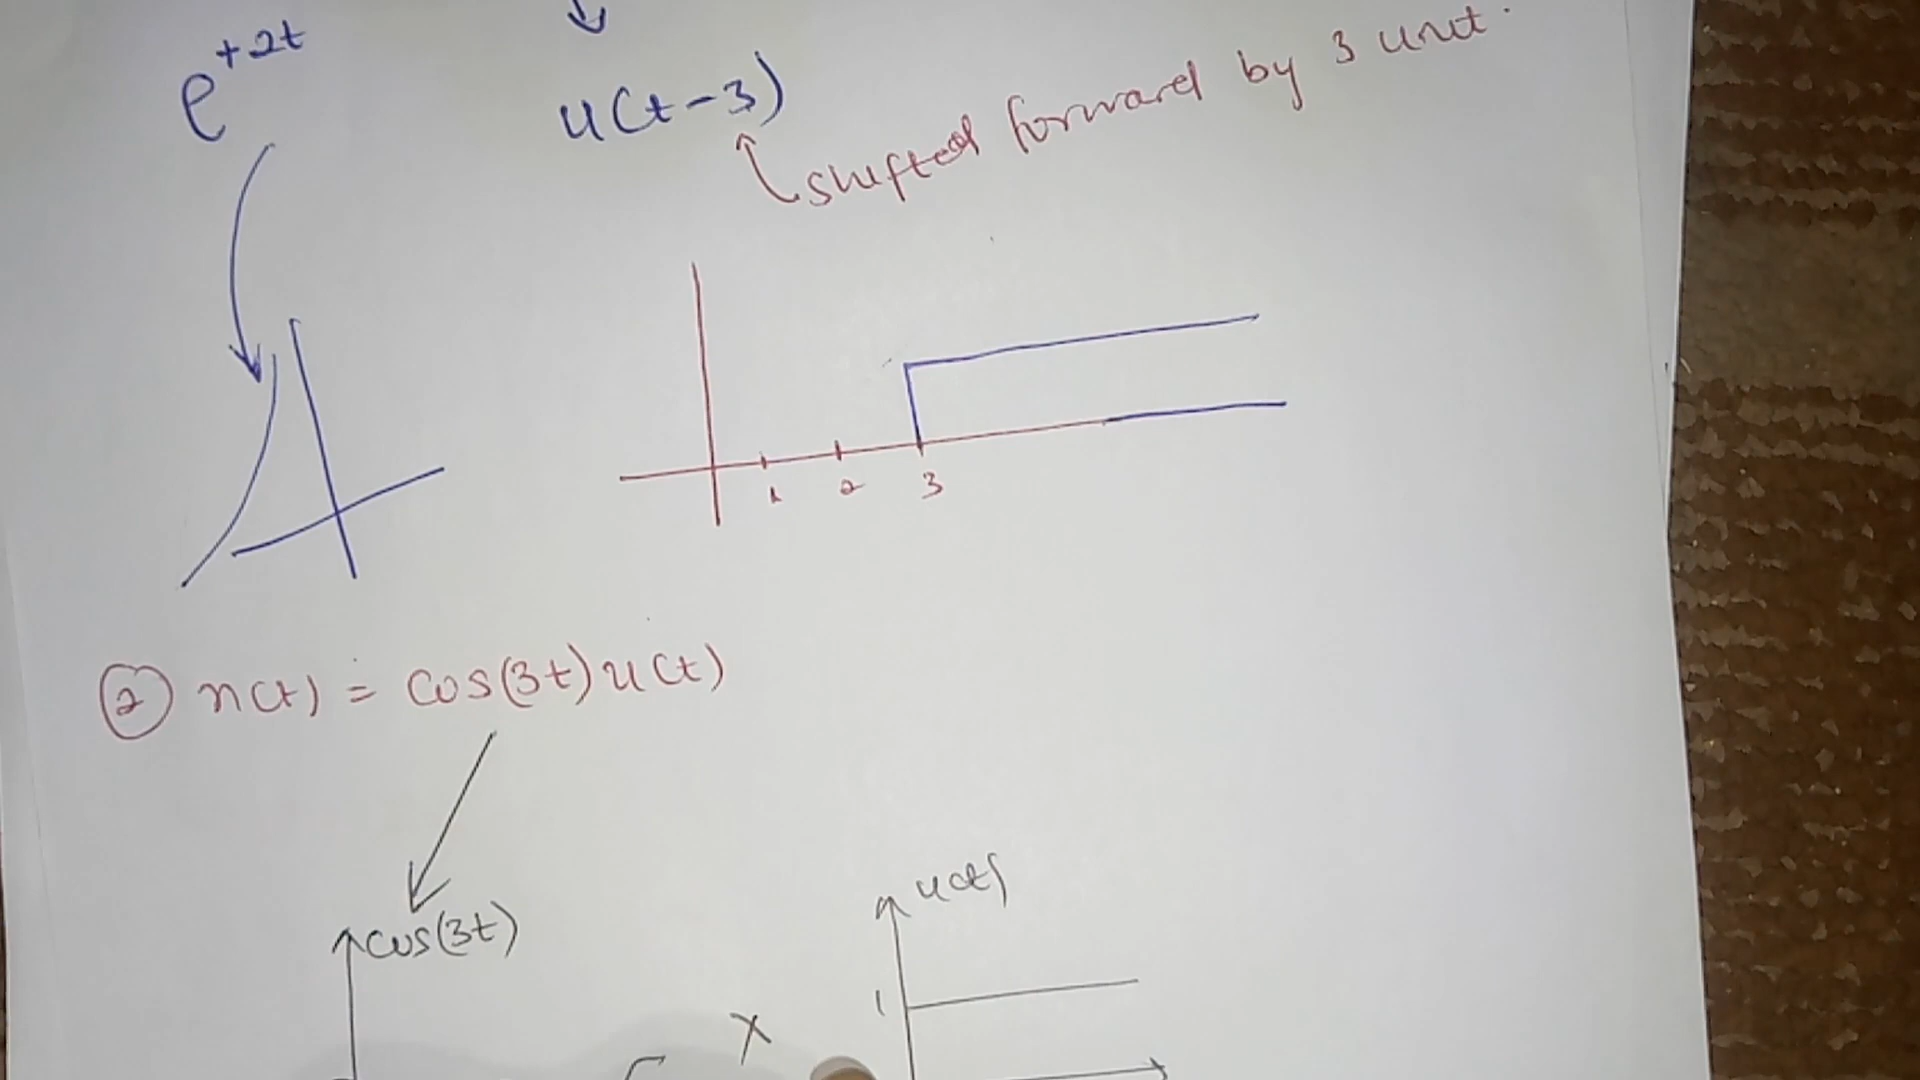 e^{+2t}
u(t-3)
shifted forward by 3 unit.
1 2 3
② x(t) = cos(3t) u(t)
cos(3t)
u(t)
1
X